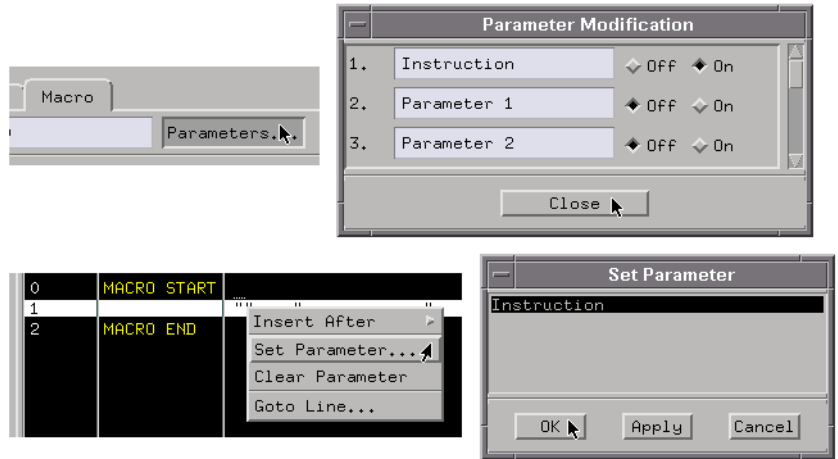 Macro
Parameters...
Parameter Modification
1. Instruction Off On
2. Parameter 1 Off On
3. Parameter 2 Off On
Close
0 MACRO START
1 "" " "
2 MACRO END
Insert After
Set Parameter...
Clear Parameter
Goto Line...
Set Parameter
Instruction
OK Apply Cancel